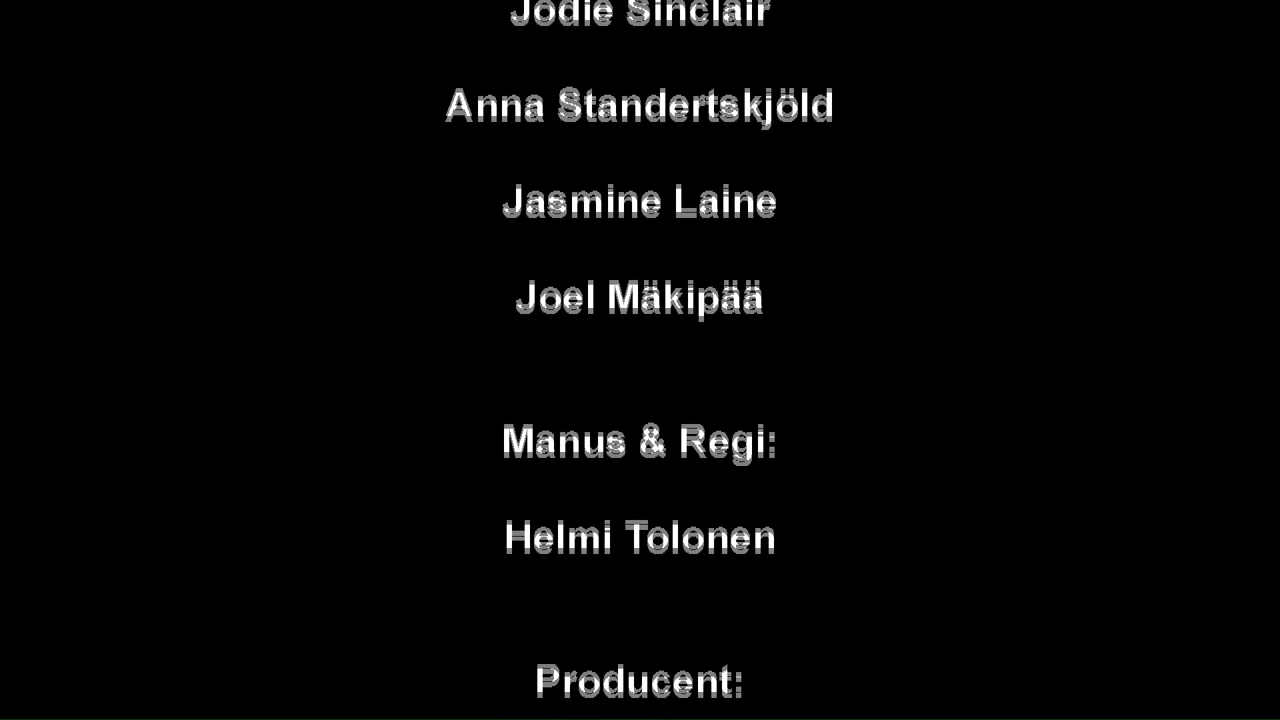 Jodie Sinclair
Anna Standertskjöld
Jasmine Laine
Joel Mäkipää
Manus & Regi:
Helmi Tolonen
Producent: